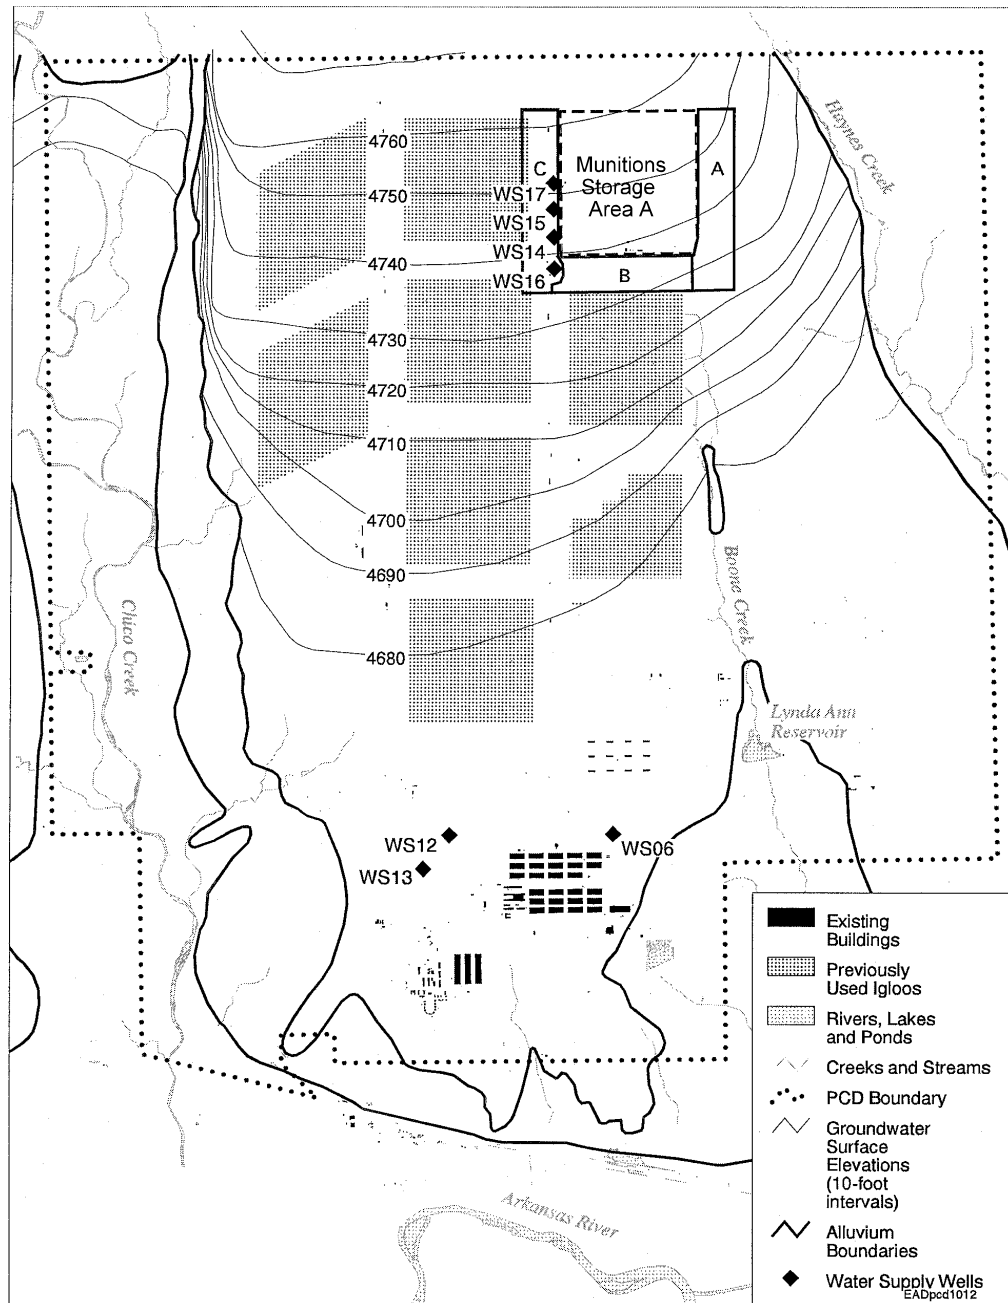 Haynes Creek
4760
C
Munitions
Storage
Area A
A
4750
WS17
WS15
WS14
4740
WS16
B
4730
4720
4710
4700
4690
Boone Creek
Chico Creek
4680
Lynda Ann
Reservoir
WS12
WS06
WS13
Existing
Buildings
Previously
Used Igloos
Rivers, Lakes
and Ponds
Creeks and Streams
PCD Boundary
Groundwater
Surface
Elevations
(10-foot
intervals)
Alluvium
Boundaries
Water Supply Wells
EADpcd1012
Arkansas River